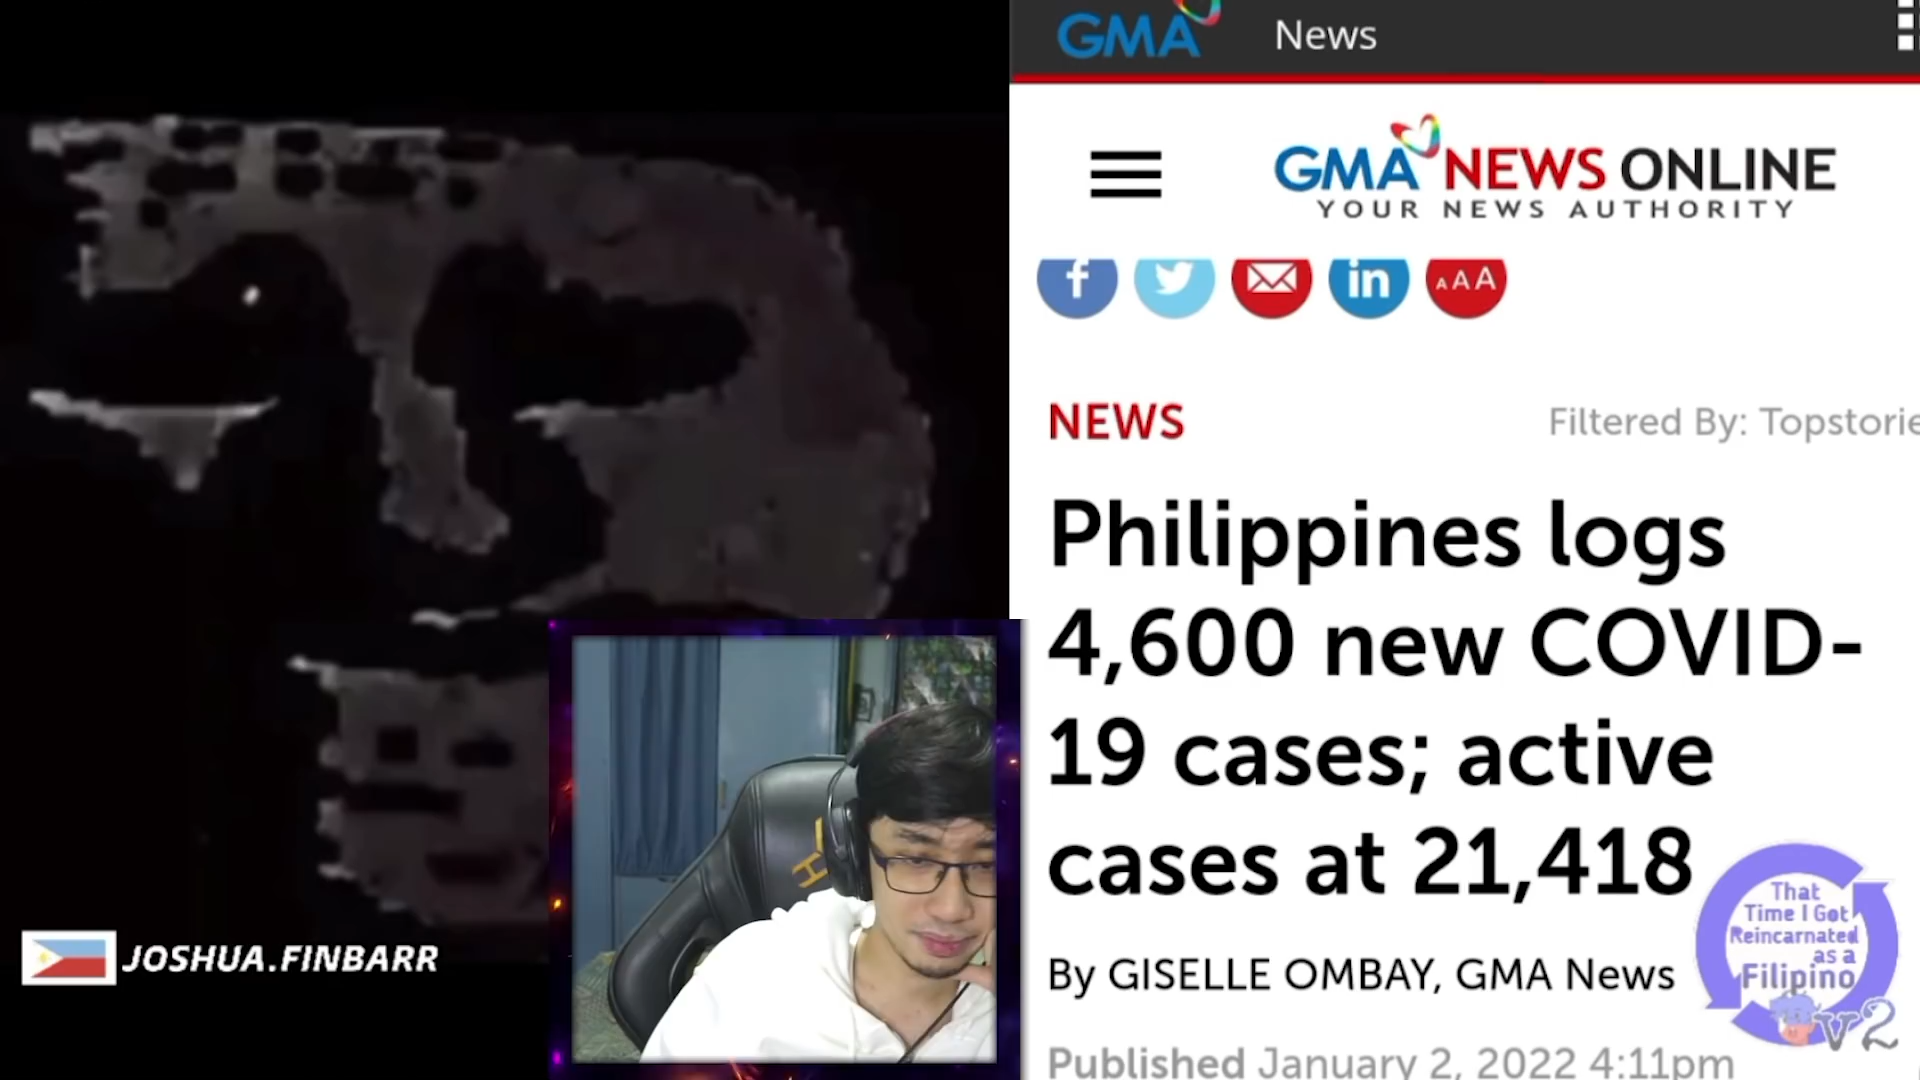 GMA News
GMA NEWS ONLINE
YOUR NEWS AUTHORITY
f in AAA
NEWS
Filtered By: Topstorie
Philippines logs
4,600 new COVID-
19 cases; active
cases at 21,418
By GISELLE OMBAY, GMA News
Published January 2, 2022 4:11pm
JOSHUA.FINBARR
That
Time I Got
Reincarnated
as a
Filipino
v2